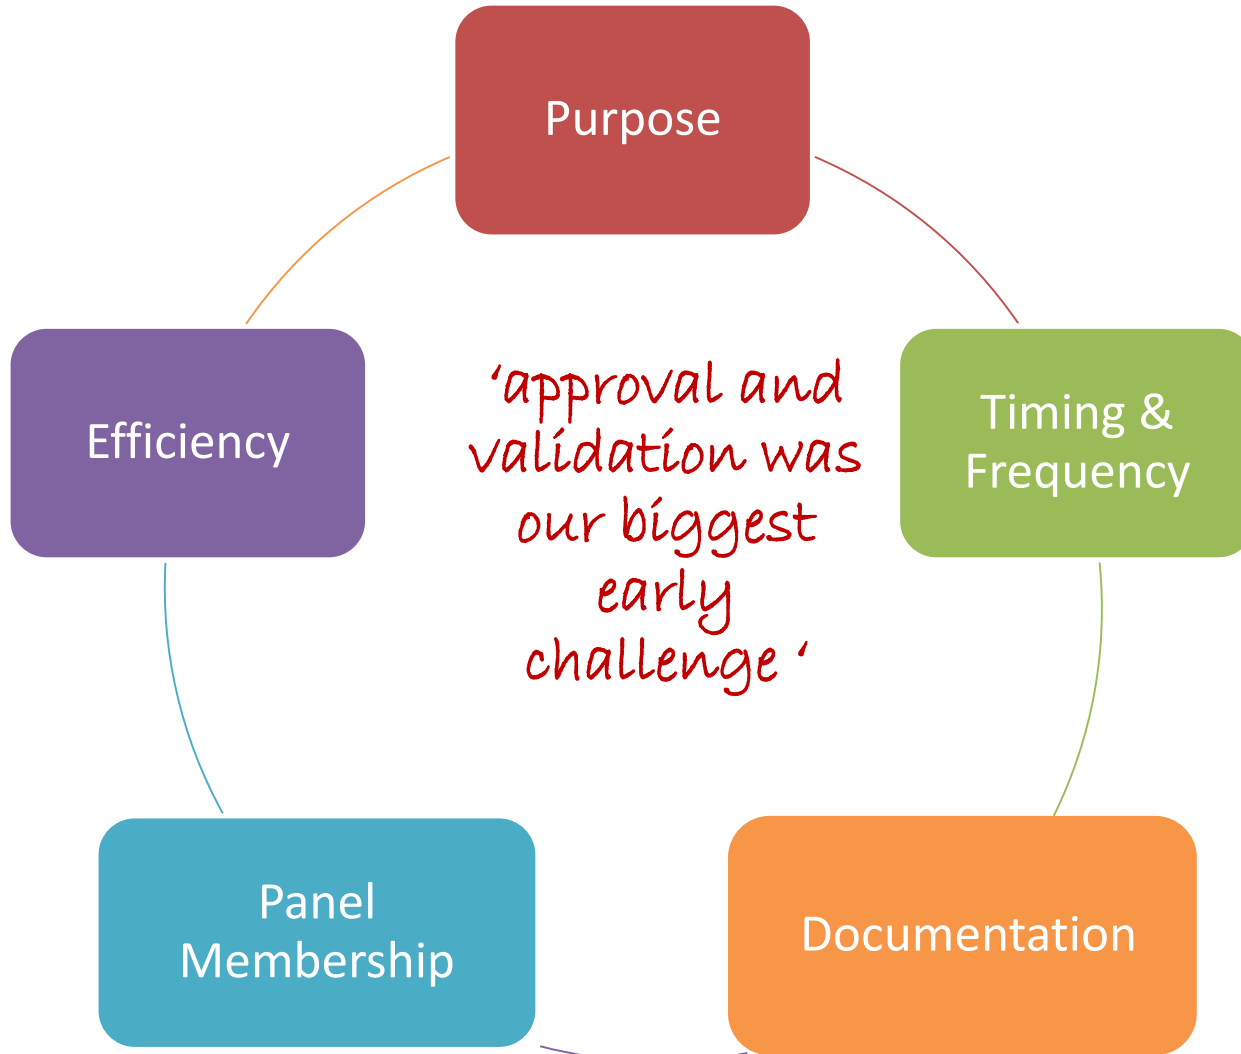 Purpose
Efficiency
'approval and
validation was
our biggest
early
challenge '
Timing &
Frequency
Panel
Membership
Documentation